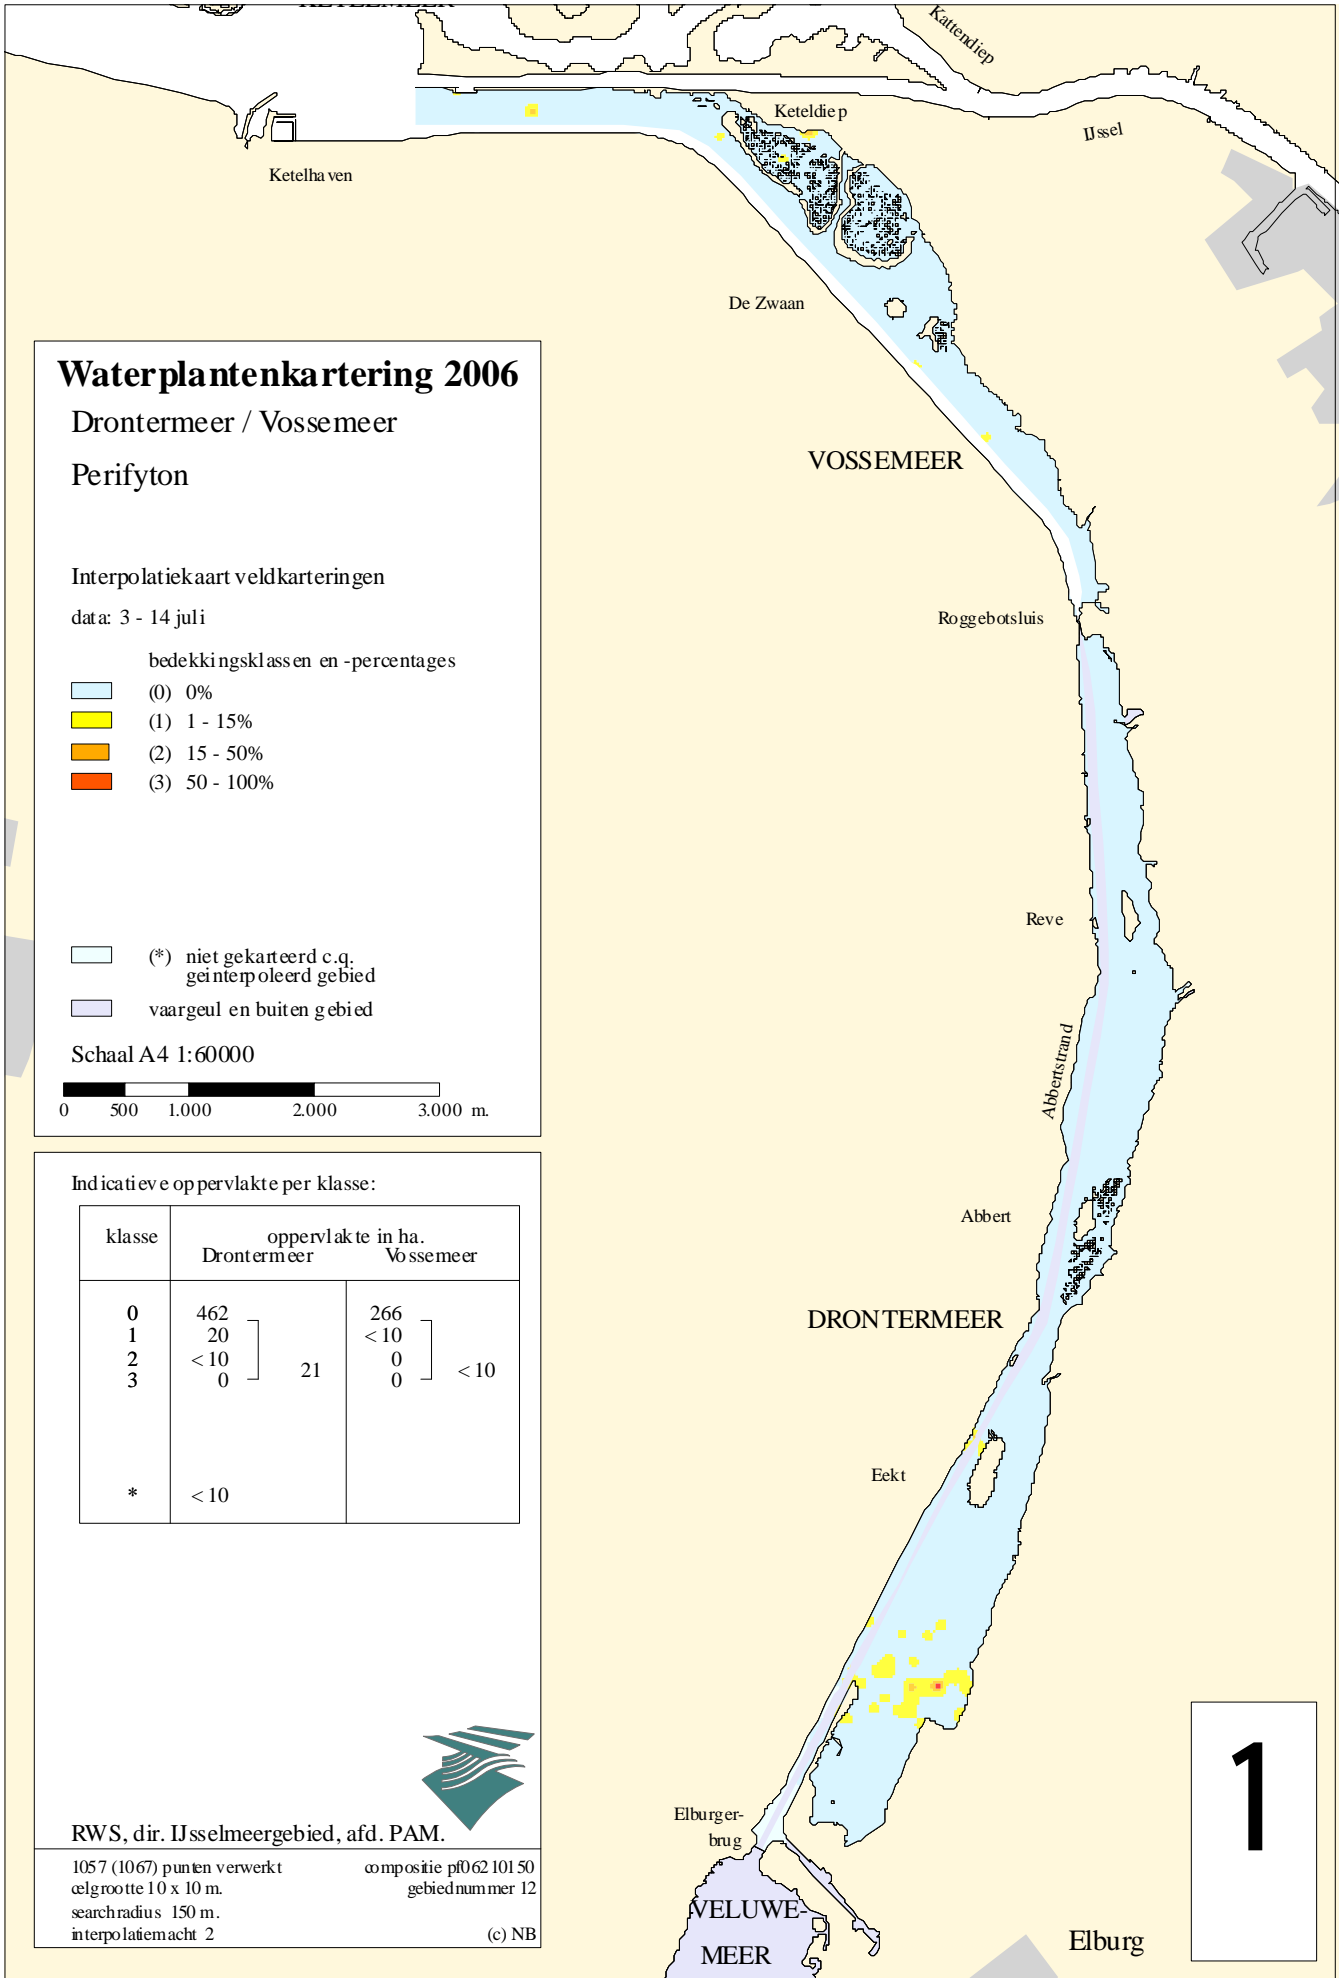 KETELMEER
Kattendiep
Keteldiep
IJssel
Ketelhaven
De Zwaan
Waterplantenkartering 2006
Drontermeer / Vossemeer
Perifyton
VOSSEMEER
Interpolatiekaart veldkarteringen
data: 3 - 14 juli
Roggebotsluis
bedekkingsklassen en -percentages
(0) 0%
(1) 1 - 15%
(2) 15 - 50%
(3) 50 - 100%
Reve
(*) niet gekarteerd c.q.
geinterpoleerd gebied
vaargeul en buiten gebied
Schaal A4 1:60000
0 500 1.000 2.000 3.000 m.
Abbertstrand
Indicatieve oppervlakte per klasse:
klasse oppervlakte in ha.
Drontermeer Vossemeer
0 462 266
1 20 <10
2 <10 0
21 <10
3 0 0
* <10
Abbert
DRONTERMEER
Eekt
1
RWS, dir. IJsselmeergebied, afd. PAM.
1057 (1067) punten verwerkt compositie pf06210150
celgrootte 10 x 10 m. gebiednummer 12
searchradius 150 m.
interpolatiemacht 2 (c) NB
Elburger-
brug
VELUWE-
MEER
Elburg